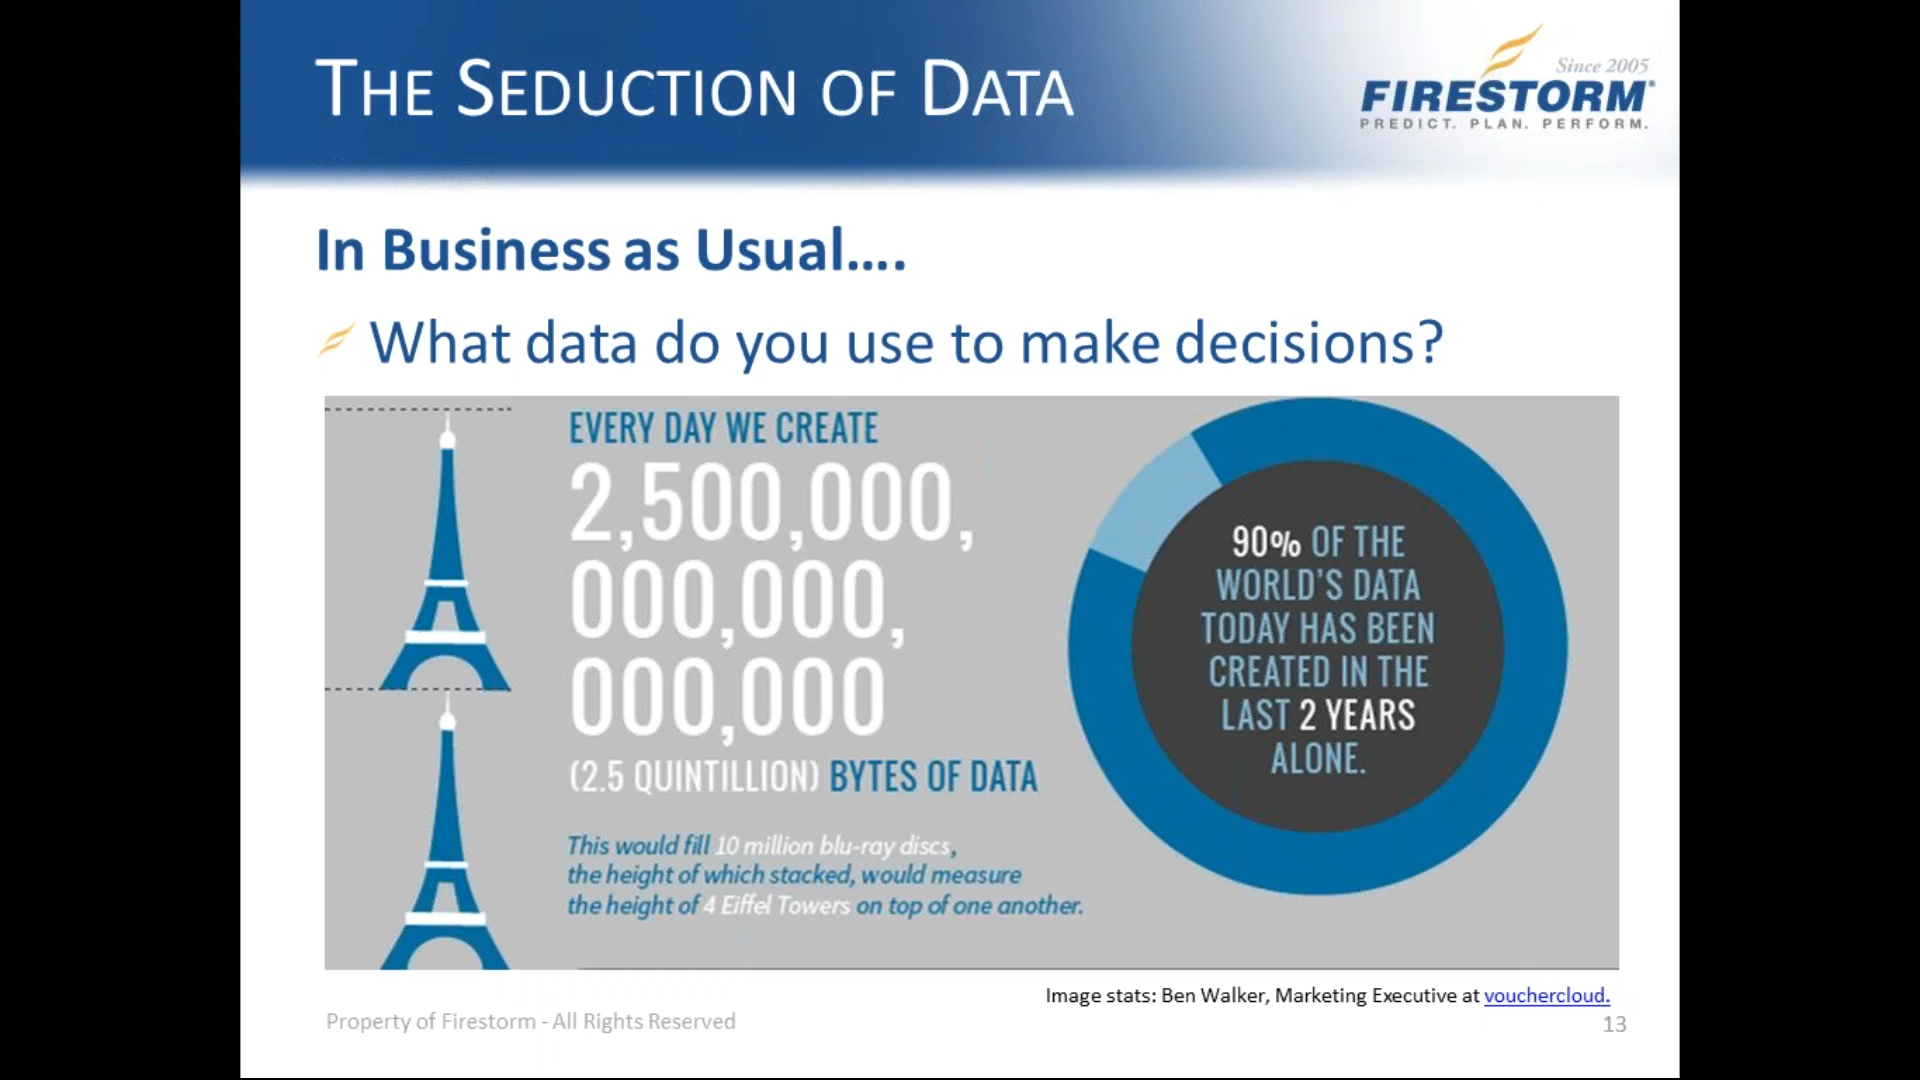 THE SEDUCTION OF DATA
Since 2005
FIRESTORM®
PREDICT. PLAN. PERFORM.
In Business as Usual....
What data do you use to make decisions?
EVERY DAY WE CREATE
2,500,000,
000,000,
000,000
(2.5 QUINTILLION) BYTES OF DATA
This would fill 10 million blu-ray discs,
the height of which stacked, would measure
the height of 4 Eiffel Towers on top of one another.
90% OF THE
WORLD'S DATA
TODAY HAS BEEN
CREATED IN THE
LAST 2 YEARS
ALONE.
Image stats: Ben Walker, Marketing Executive at vouchercloud.
Property of Firestorm - All Rights Reserved
13